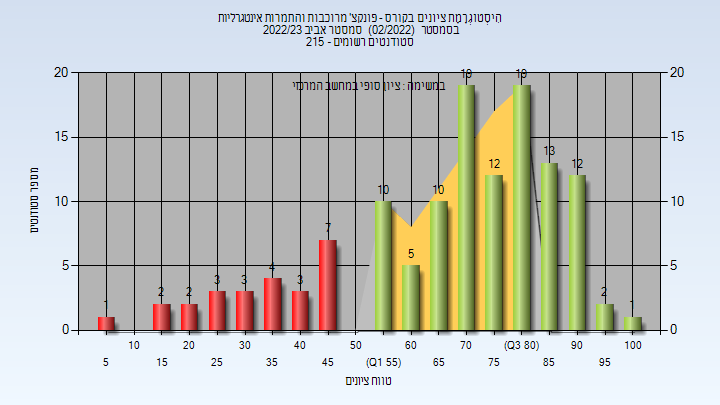 היסטוגרמת ציונים בקורס - פונקצ' מרוכבות והתמרות אינטגרליות
בסמסטר (02/2022) סמסטר אביב 2022/23
סטודנטים רשומים - 215
במשימה : ציון סופי במחשב המרכזי
מספר סטודנטים
20 20
15 15
10 10
5 5
0 0
1 2 2 3 3 4 3 7 10 5 10 19 12 19 13 12 2 1
10 20 30 40 50 60 70 (Q3 80) 90 100
5 15 25 35 45 (Q1 55) 65 75 85 95
טווח ציונים